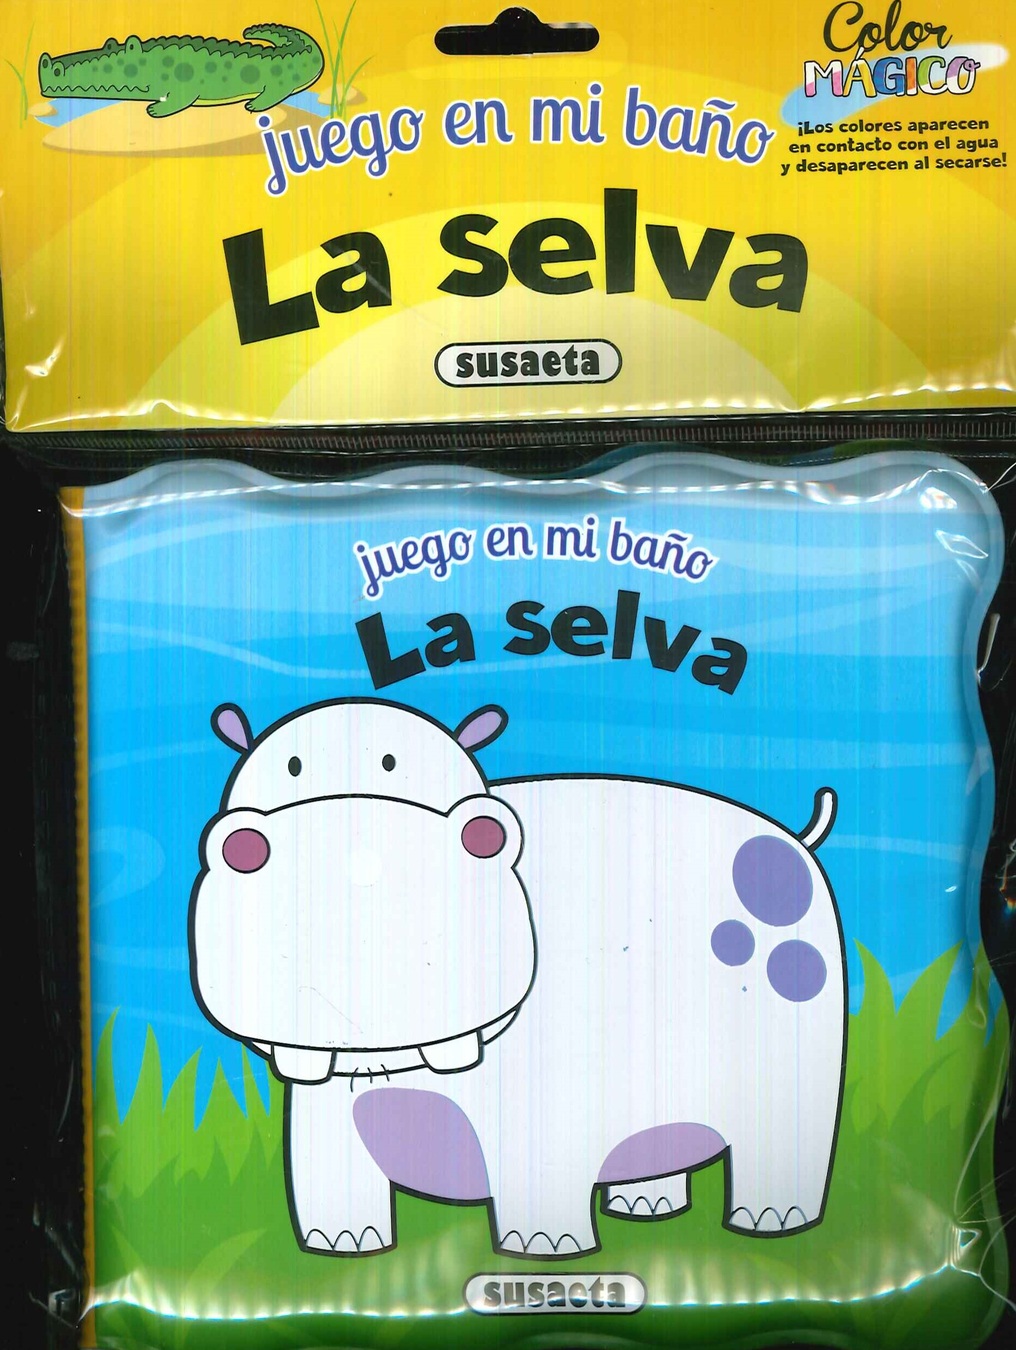 Color
MÁGICO
¡Los colores aparecen
en contacto con el agua
y desaparecen al secarse!
juego en mi baño
La selva
susaeta
juego en mi baño
La selva
susaeta